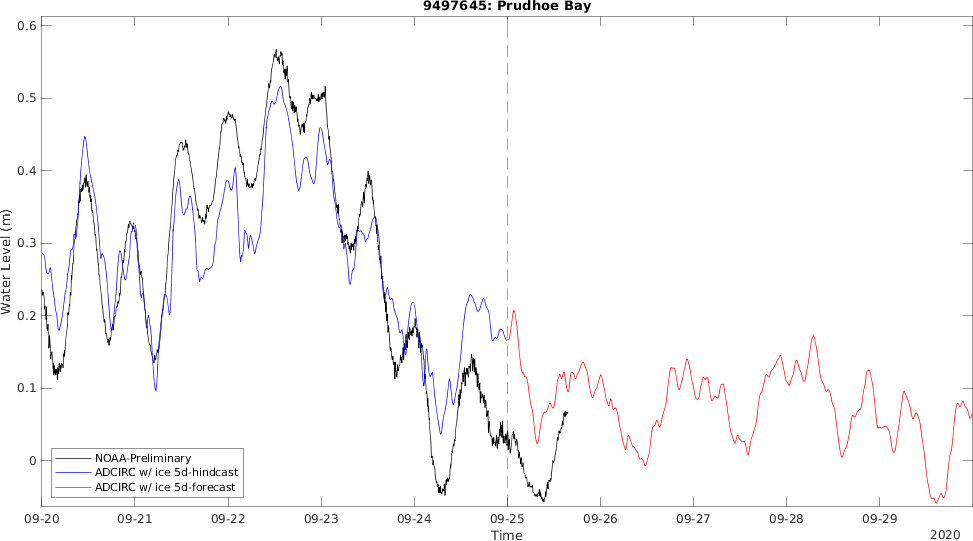 9497645: Prudhoe Bay
0.6
0.5
0.4
0.3
0.2
0.1
0
Water Level (m)
NOAA-Preliminary
ADCIRC w/ ice 5d-hindcast
ADCIRC w/ ice 5d-forecast
09-20 09-21 09-22 09-23 09-24 09-25 09-26 09-27 09-28 09-29
Time
2020